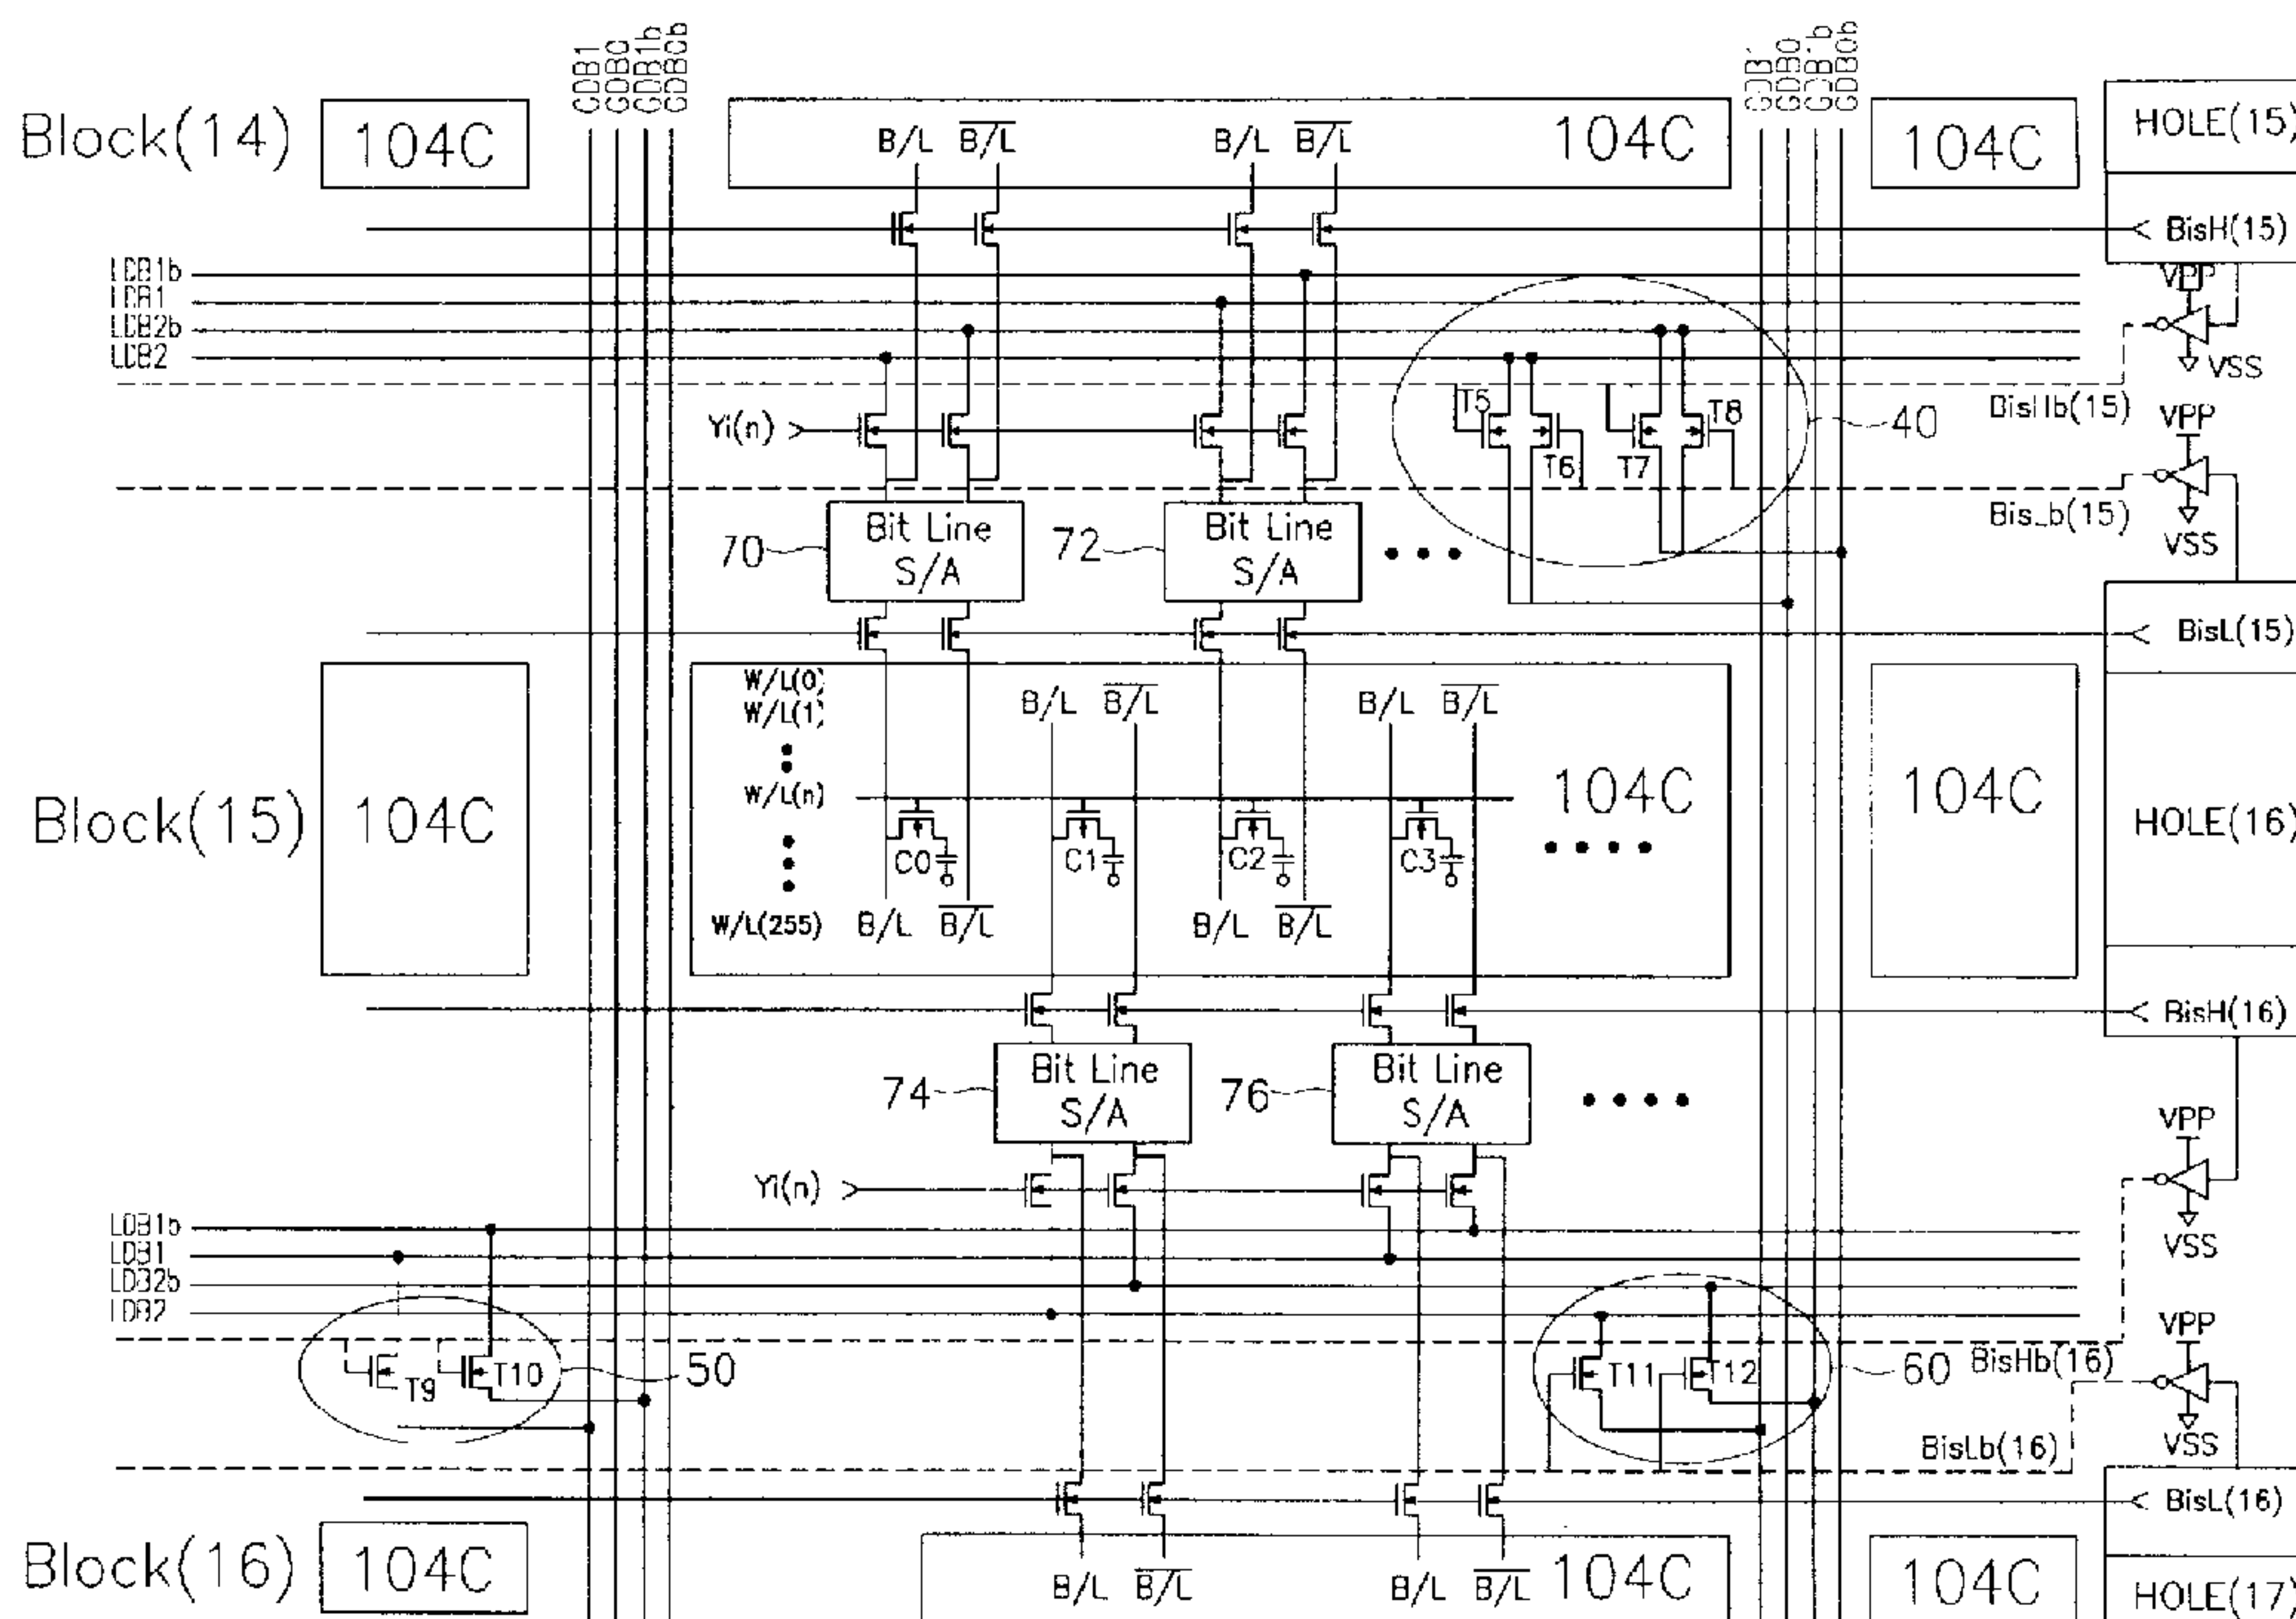 GDB0
GDB1b
GDB0b
GDB1b
GDB0b
Block(14)
104C
B/L B/L
B/L B/L
104C
104C
HOLE(15)
BisH(15)
LDB1b
LDB1
LDB2b
LDB2
VPP
VSS
T5
T8
BisHb(15)
40
VPP
Yi(n)
T6
T7
VSS
70
Bit Line
S/A
72
Bit Line
S/A
BisL(15)
W/L(0)
W/L(1)
W/L(n)
W/L(255)
B/L B/L
B/L B/L
Block(15)
104C
104C
104C
HOLE(16)
C0
C1
C2
C3
B/L B/L
B/L B/L
BisH(16)
74
Bit Line
S/A
76
Bit Line
S/A
VPP
Yi(n)
VSS
LDB1b
LDB1
LDB2b
LDB2
VPP
T9
T10
50
T11
T12
60
BisHb(16)
BisLb(16)
VSS
BisL(16)
Block(16)
104C
B/L B/L
B/L B/L
104C
104C
HOLE(17)